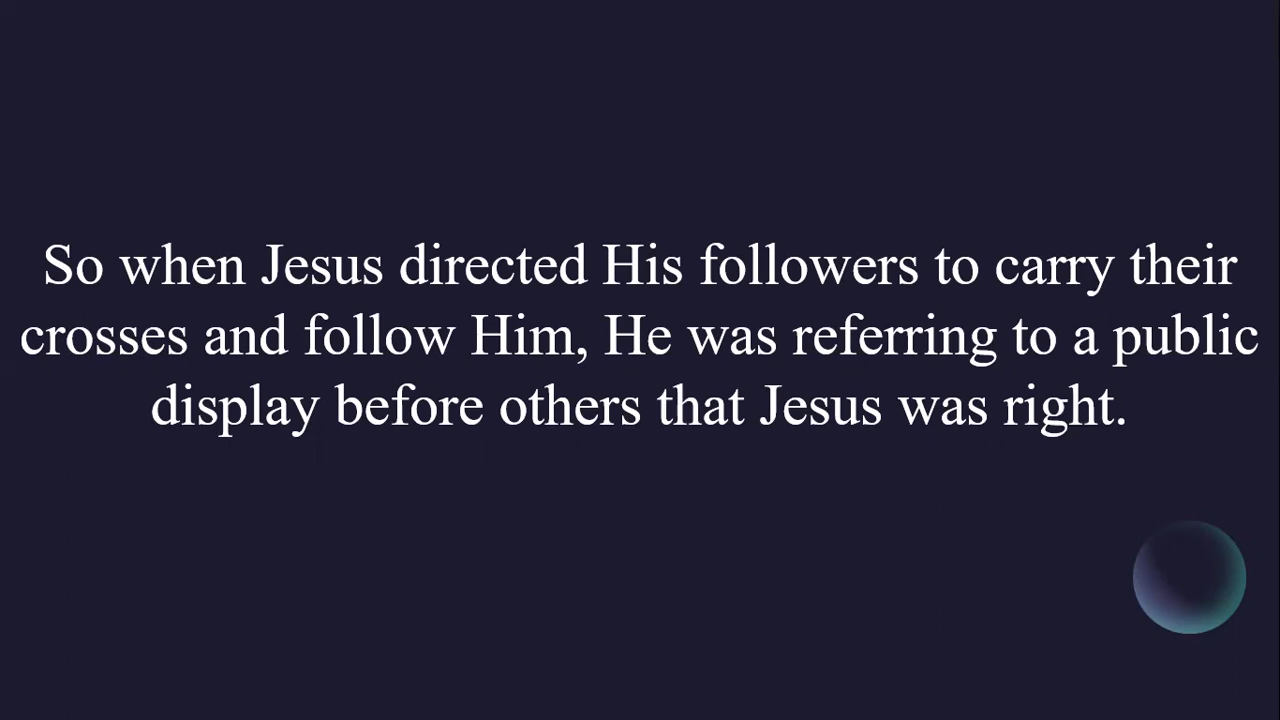 So when Jesus directed His followers to carry their
crosses and follow Him, He was referring to a public
display before others that Jesus was right.